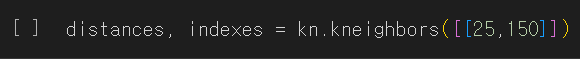 [ ] distances, indexes = kn.kneighbors([[25,150]])